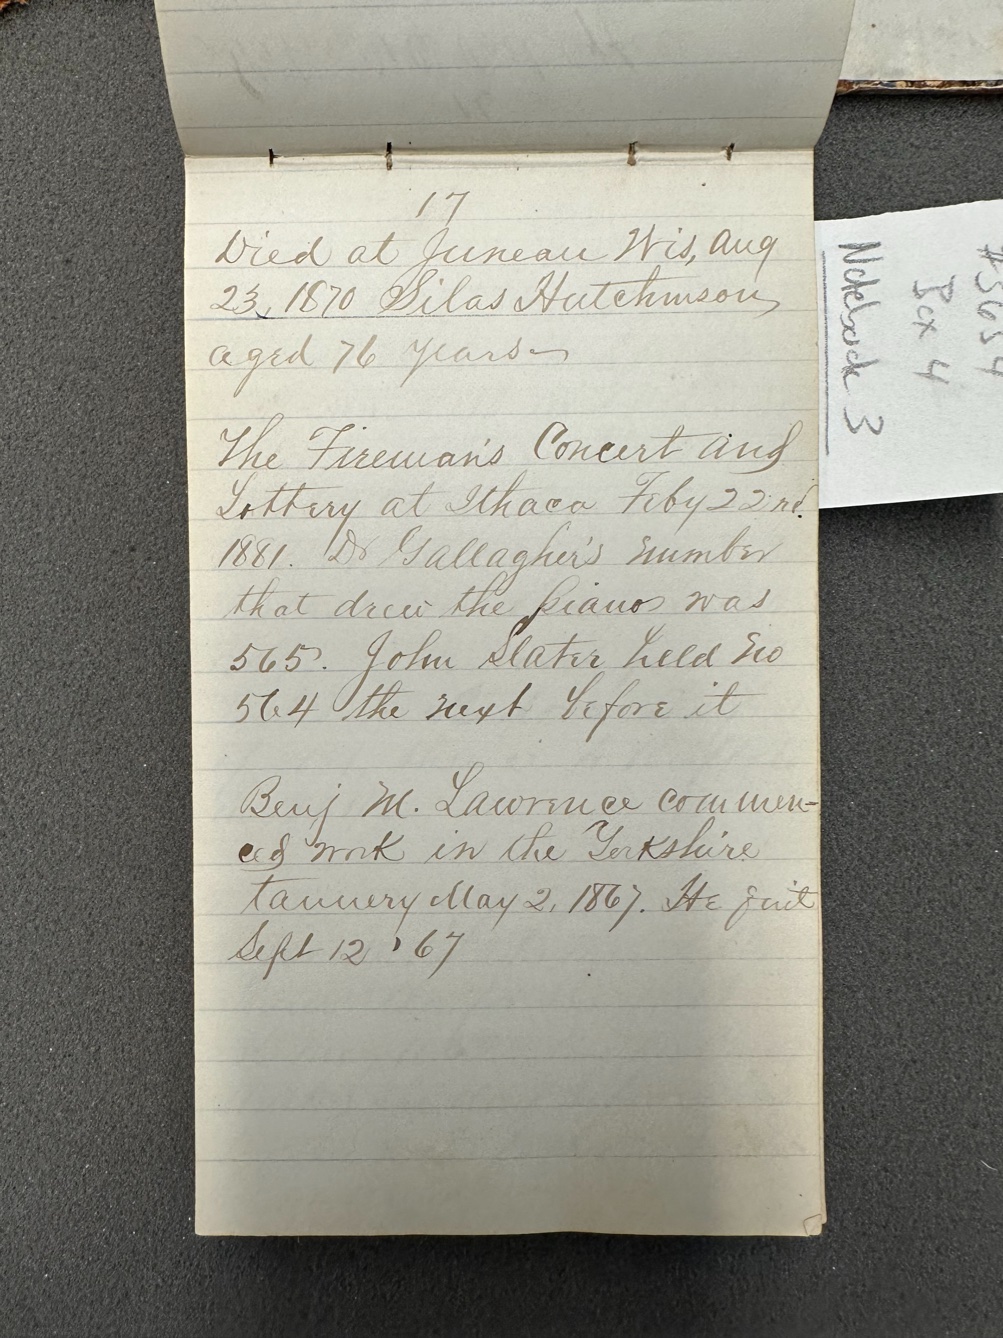 17
Died at Juneau Wis, Aug
23, 1870 Silas Hutchinson,
aged 76 years—
The Fireman's Concert and
Lottery at Ithaca Feby 22nd
1881. Dr Gallagher's number
that drew the piano was
565. John Slater held No
564 the next before it
Benj M. Lawrence commen-
ced work in the Yorkshire
tannery May 2, 1867. He quit
Sept 12 '67
Box 4
Notebook 3